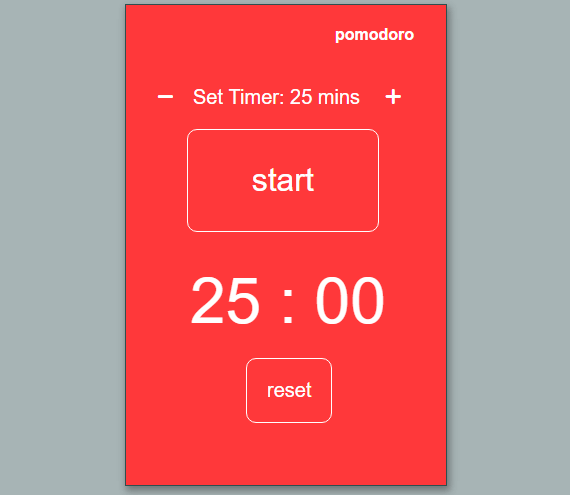 pomodoro
− Set Timer: 25 mins +
start
25 : 00
reset